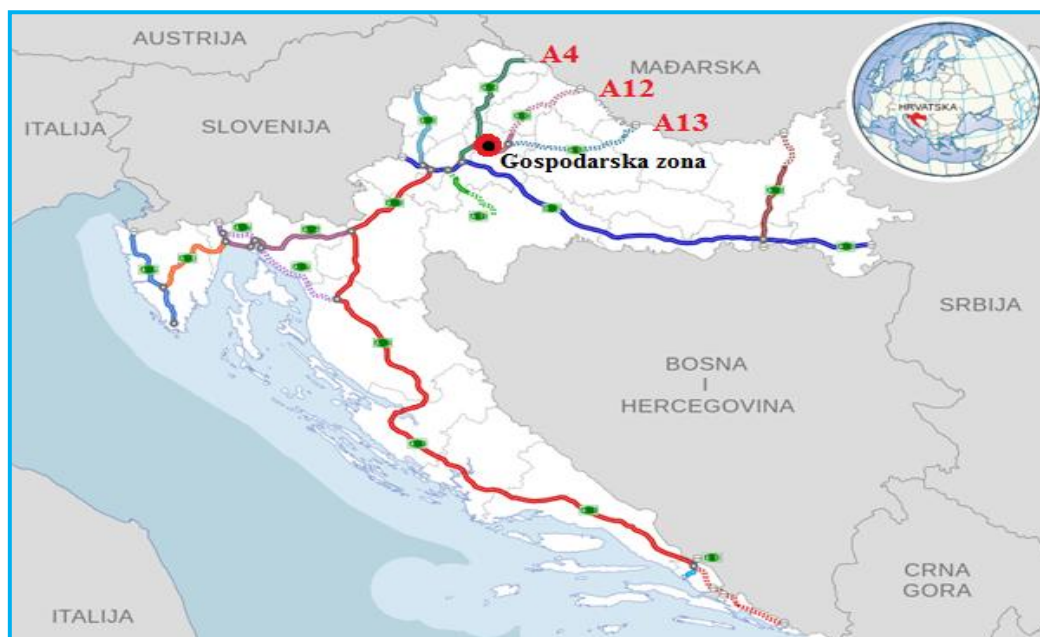 AUSTRIJA
A4
MAĐARSKA
A12
HRVATSKA
ITALIJA
SLOVENIJA
A13
Gospodarska zona
SRBIJA
BOSNA
I
HERCEGOVINA
CRNA
GORA
ITALIJA